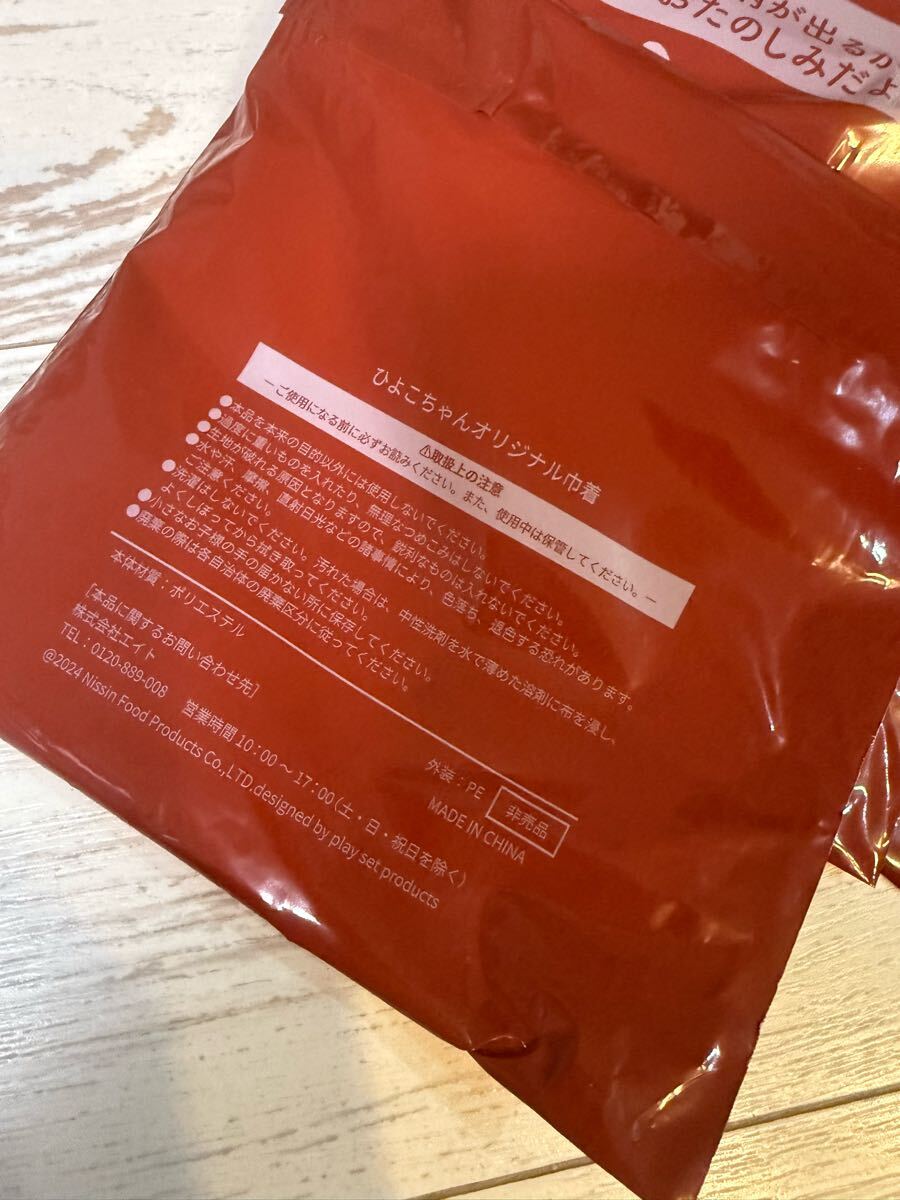 が出るか
おたのしみだよ
ひよこちゃんオリジナル巾着
⚠取扱上の注意
ーご使用になる前に必ずお読みください。また、使用中は保管してください。ー
●本品を本来の目的以外には使用しないでください。
●過度に重いものを入れたり、無理なつめこみはしないでください。
●生地が破れる原因となりますので、鋭利なものは入れないでください。
●水や汗、摩擦、直射日光などの諸事情により、色落ち、退色する恐れがあります。
ご注意ください。
●洗濯はしないでください。汚れた場合は、中性洗剤を水で薄めた溶剤に布を浸し、
かたくしぼってから拭き取ってください。
●小さなお子様の手の届かない所に保存してください。
●廃棄の際は各自治体の廃棄区分に従ってください。
本体材質：ポリエステル
外装：PE
非売品
MADE IN CHINA
[本品に関するお問い合わせ先]
株式会社エイト
TEL：0120-889-008 営業時間10：00～17：00(土・日・祝日を除く)
@2024 Nissin Food Products Co.,LTD.designed by play set products